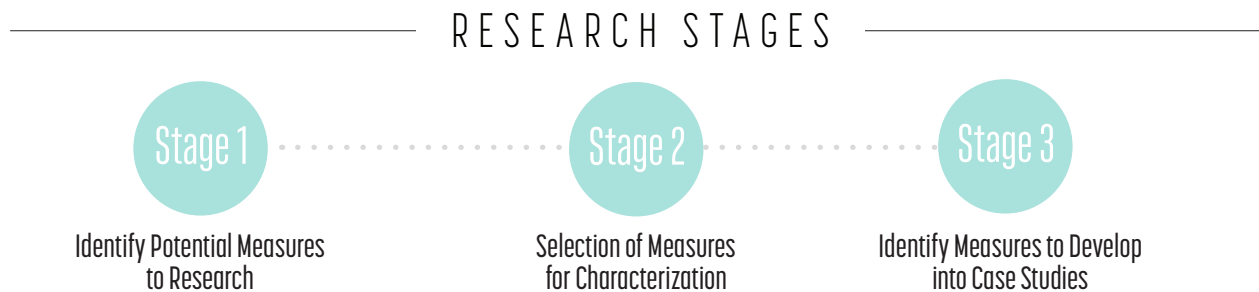 RESEARCH STAGES
Stage 1
Stage 2
Stage 3
Identify Potential Measures
to Research
Selection of Measures
for Characterization
Identify Measures to Develop
into Case Studies